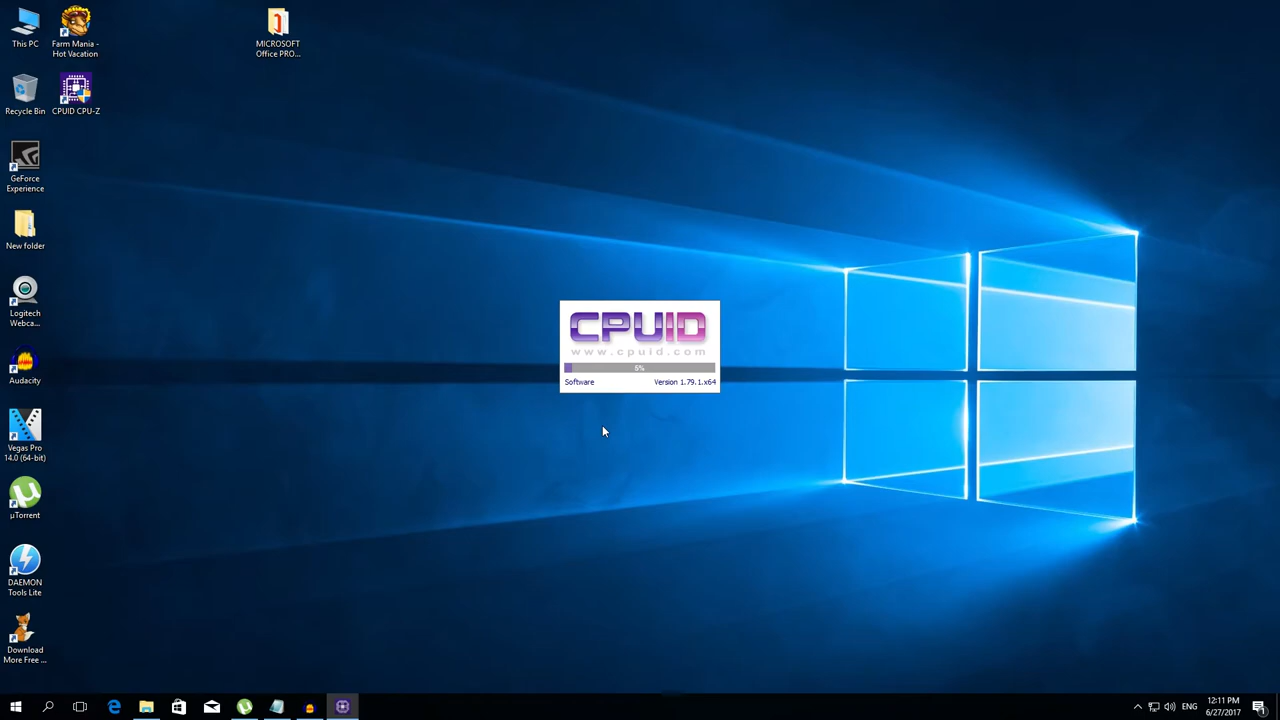 This PC
Farm Mania -
Hot Vacation
MICROSOFT
Office PRO...
Recycle Bin
CPUID CPU-Z
GeForce
Experience
New folder
Logitech
Webca...
Audacity
Vegas Pro
14.0 (64-bit)
µTorrent
DAEMON
Tools Lite
Download
More Free ...
CPUID
www.cpuid.com
5%
Software
Version 1.79.1.x64
ENG
12:11 PM
6/27/2017
1